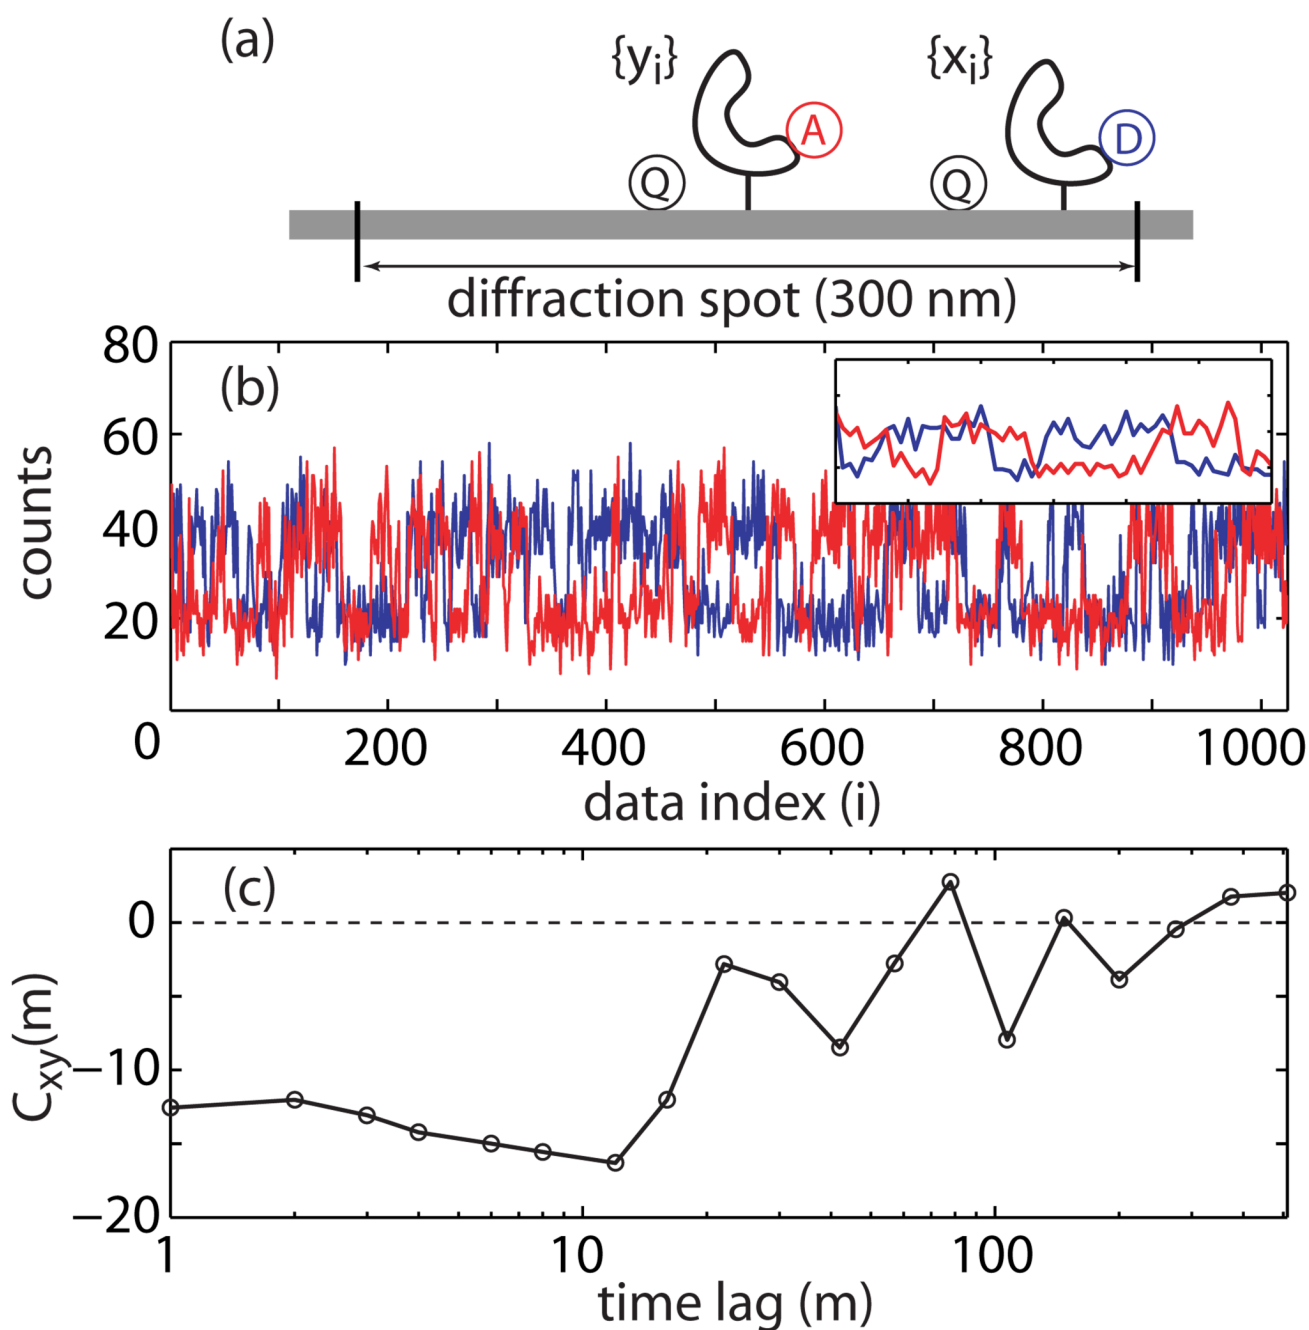 (a)
{yᵢ} {xᵢ}
A D
Q Q
diffraction spot (300 nm)
80
60
40
20
0
counts
(b)
200 400 600 800 1000
data index (i)
(c)
0
−10
−20
Cxy(m)
1 10 100
time lag (m)